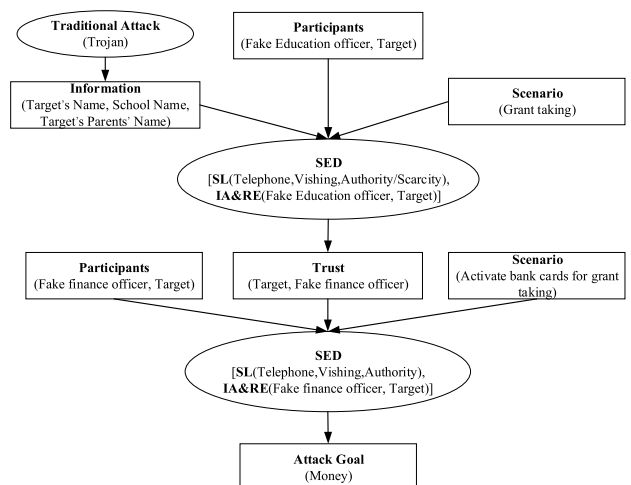 Traditional Attack
(Trojan)
Participants
(Fake Education officer, Target)
Information
(Target's Name, School Name,
Target's Parents' Name)
Scenario
(Grant taking)
SED
[SL(Telephone,Vishing,Authority/Scarcity),
IA&RE(Fake Education officer, Target)]
Participants
(Fake finance officer, Target)
Trust
(Target, Fake finance officer)
Scenario
(Activate bank cards for grant
taking)
SED
[SL(Telephone,Vishing,Authority),
IA&RE(Fake finance officer, Target)]
Attack Goal
(Money)